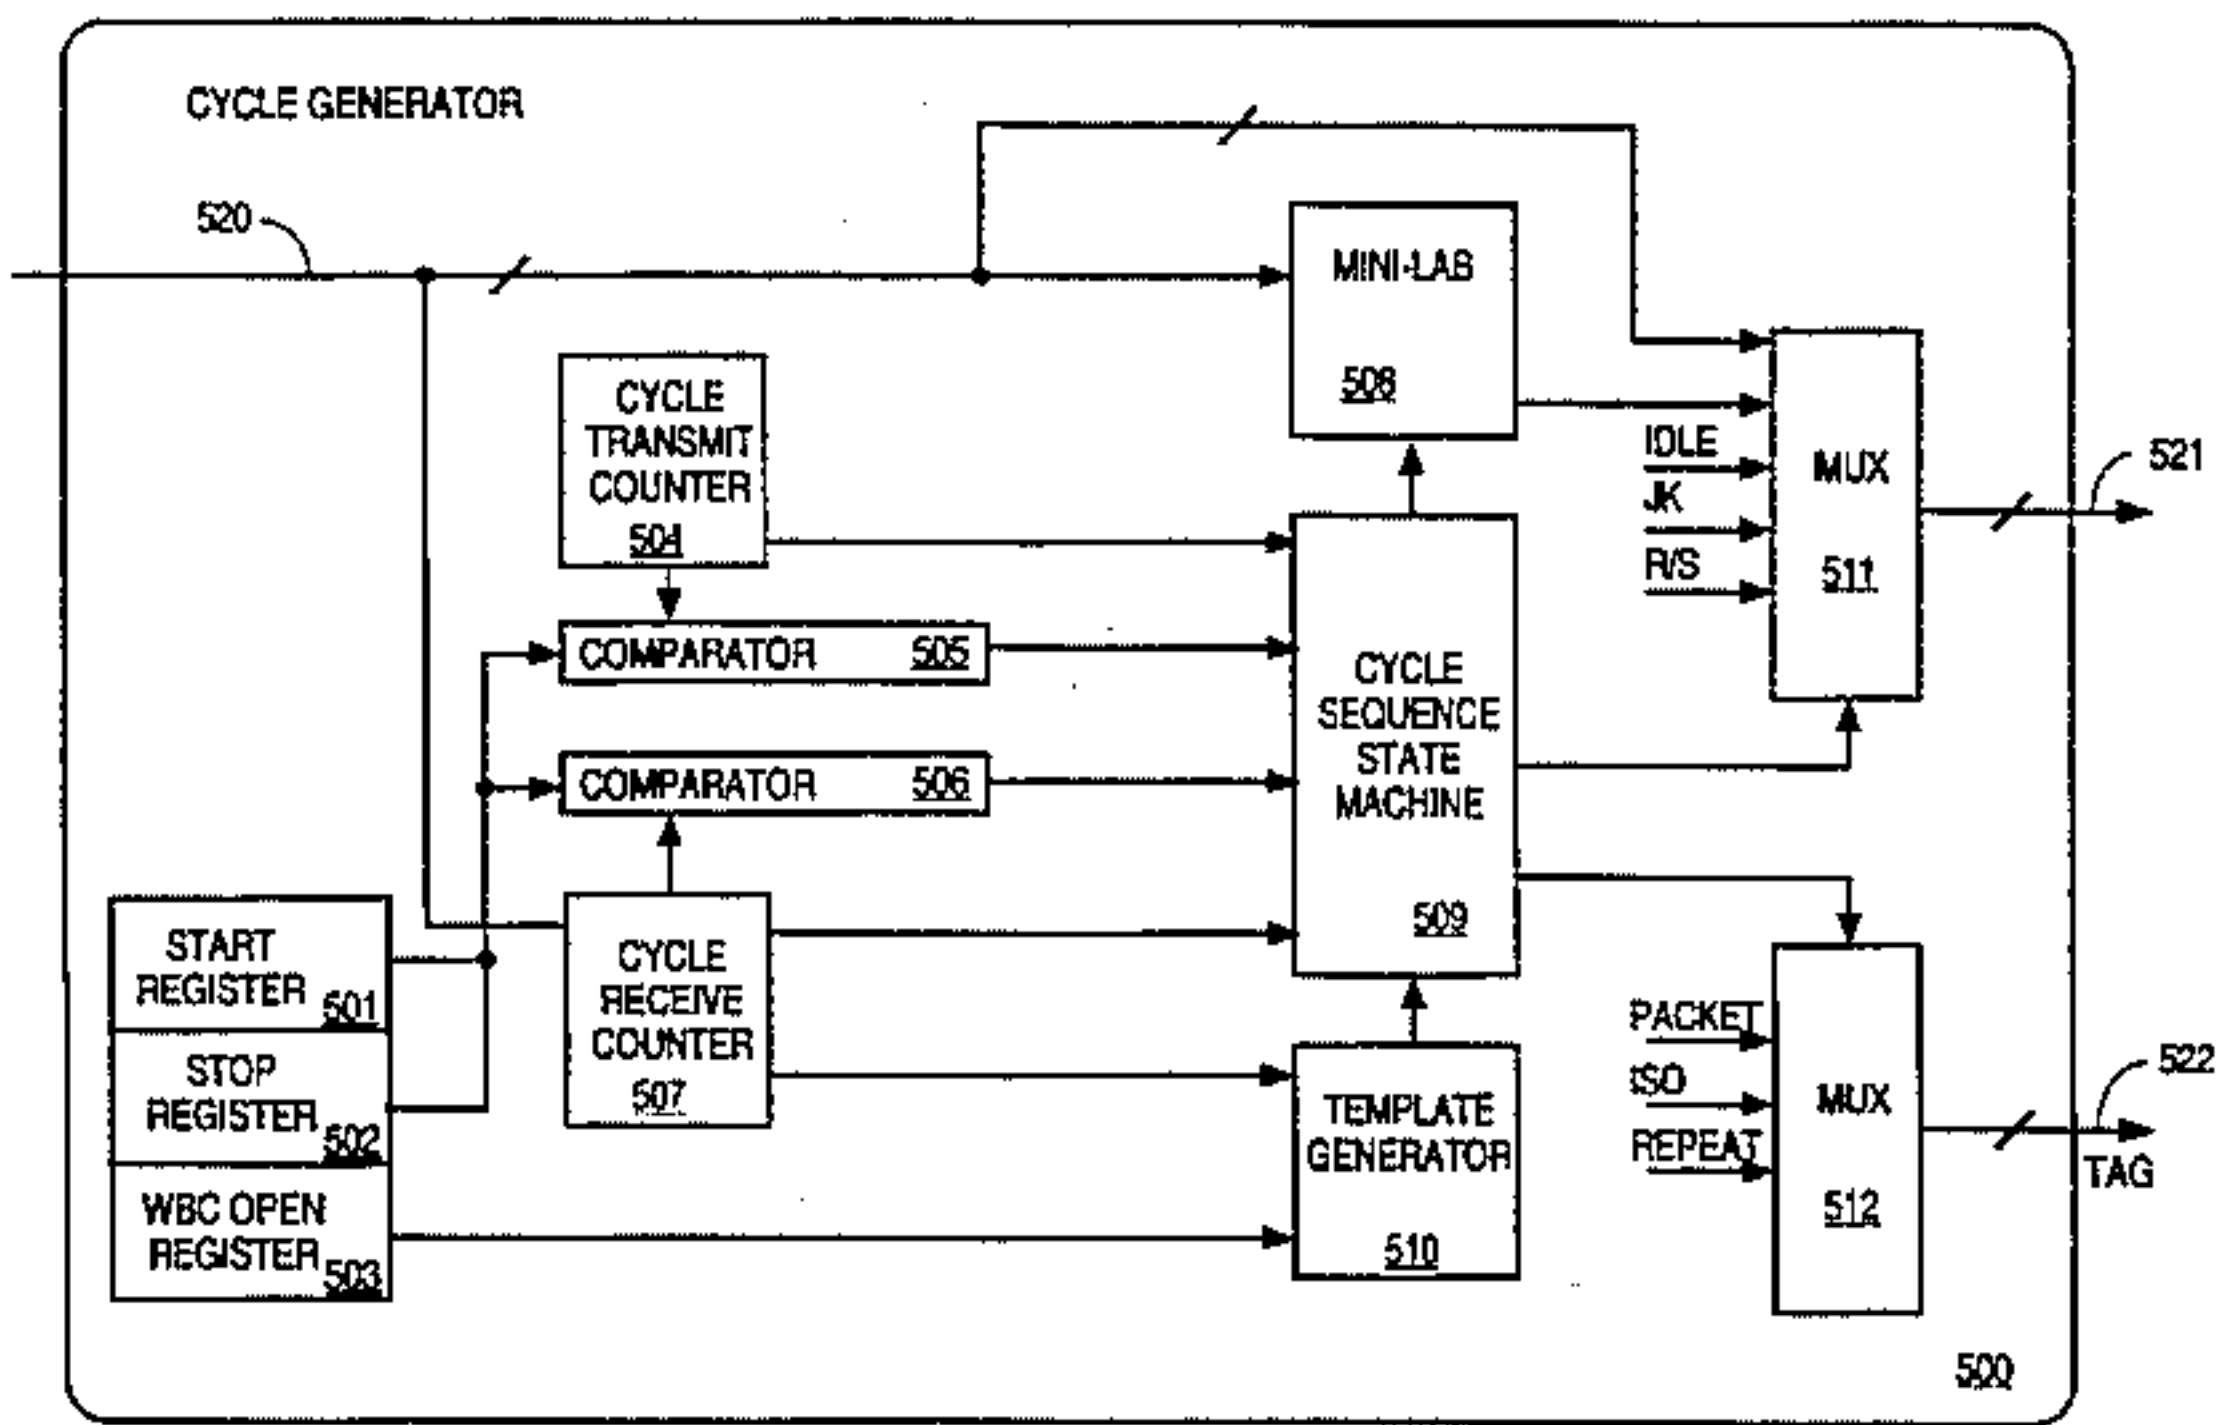 CYCLE GENERATOR
520
MINI-LAB
508
CYCLE
TRANSMIT
COUNTER
504
IDLE
JK
R/S
MUX
511
521
COMPARATOR 505
COMPARATOR 506
CYCLE
SEQUENCE
STATE
MACHINE
509
START
REGISTER 501
STOP
REGISTER 502
WBC OPEN
REGISTER 503
CYCLE
RECEIVE
COUNTER
507
TEMPLATE
GENERATOR
510
PACKET
ISO
REPEAT
MUX
512
522
TAG
500